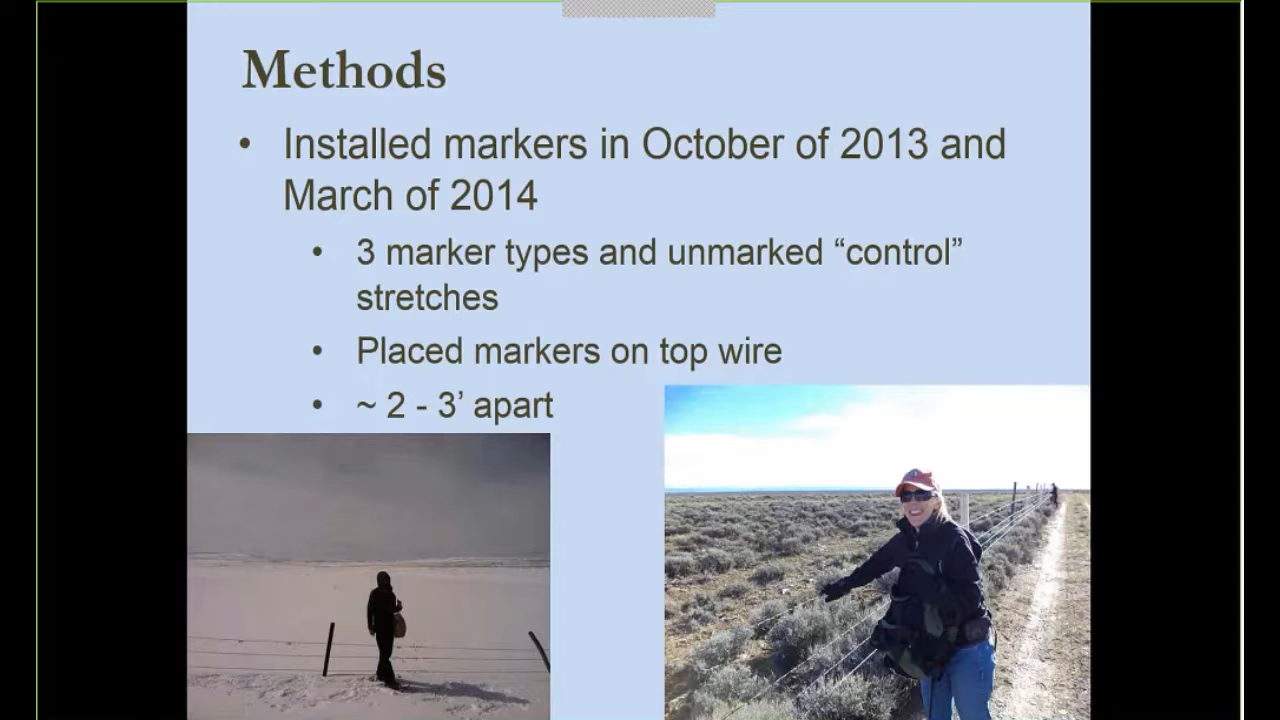 Methods
• Installed markers in October of 2013 and
March of 2014
• 3 marker types and unmarked “control”
stretches
• Placed markers on top wire
• ~ 2 - 3’ apart